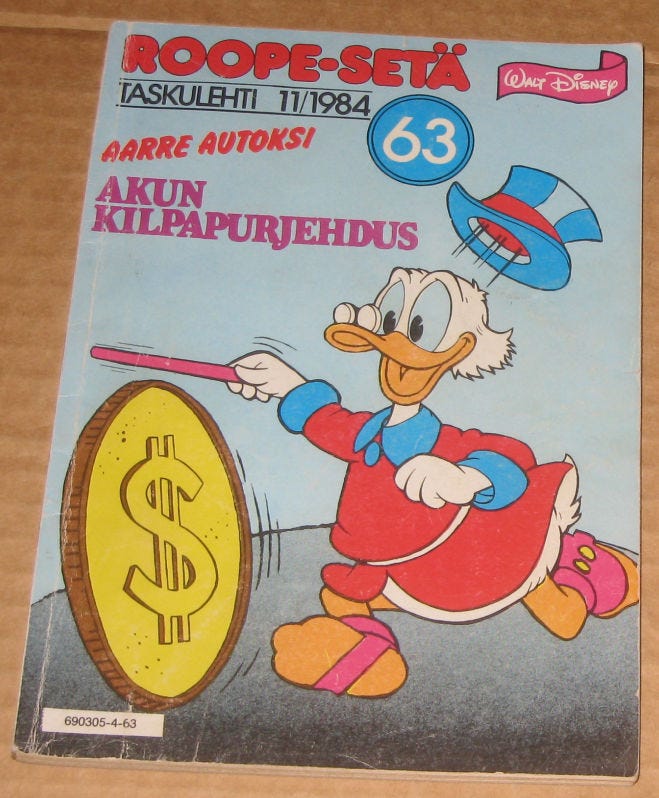 ROOPE-SETÄ
WALT DISNEY
TASKULEHTI 11/1984
63
AARRE AUTOKSI
AKUN
KILPAPURJEHDUS
$
690305-4-63